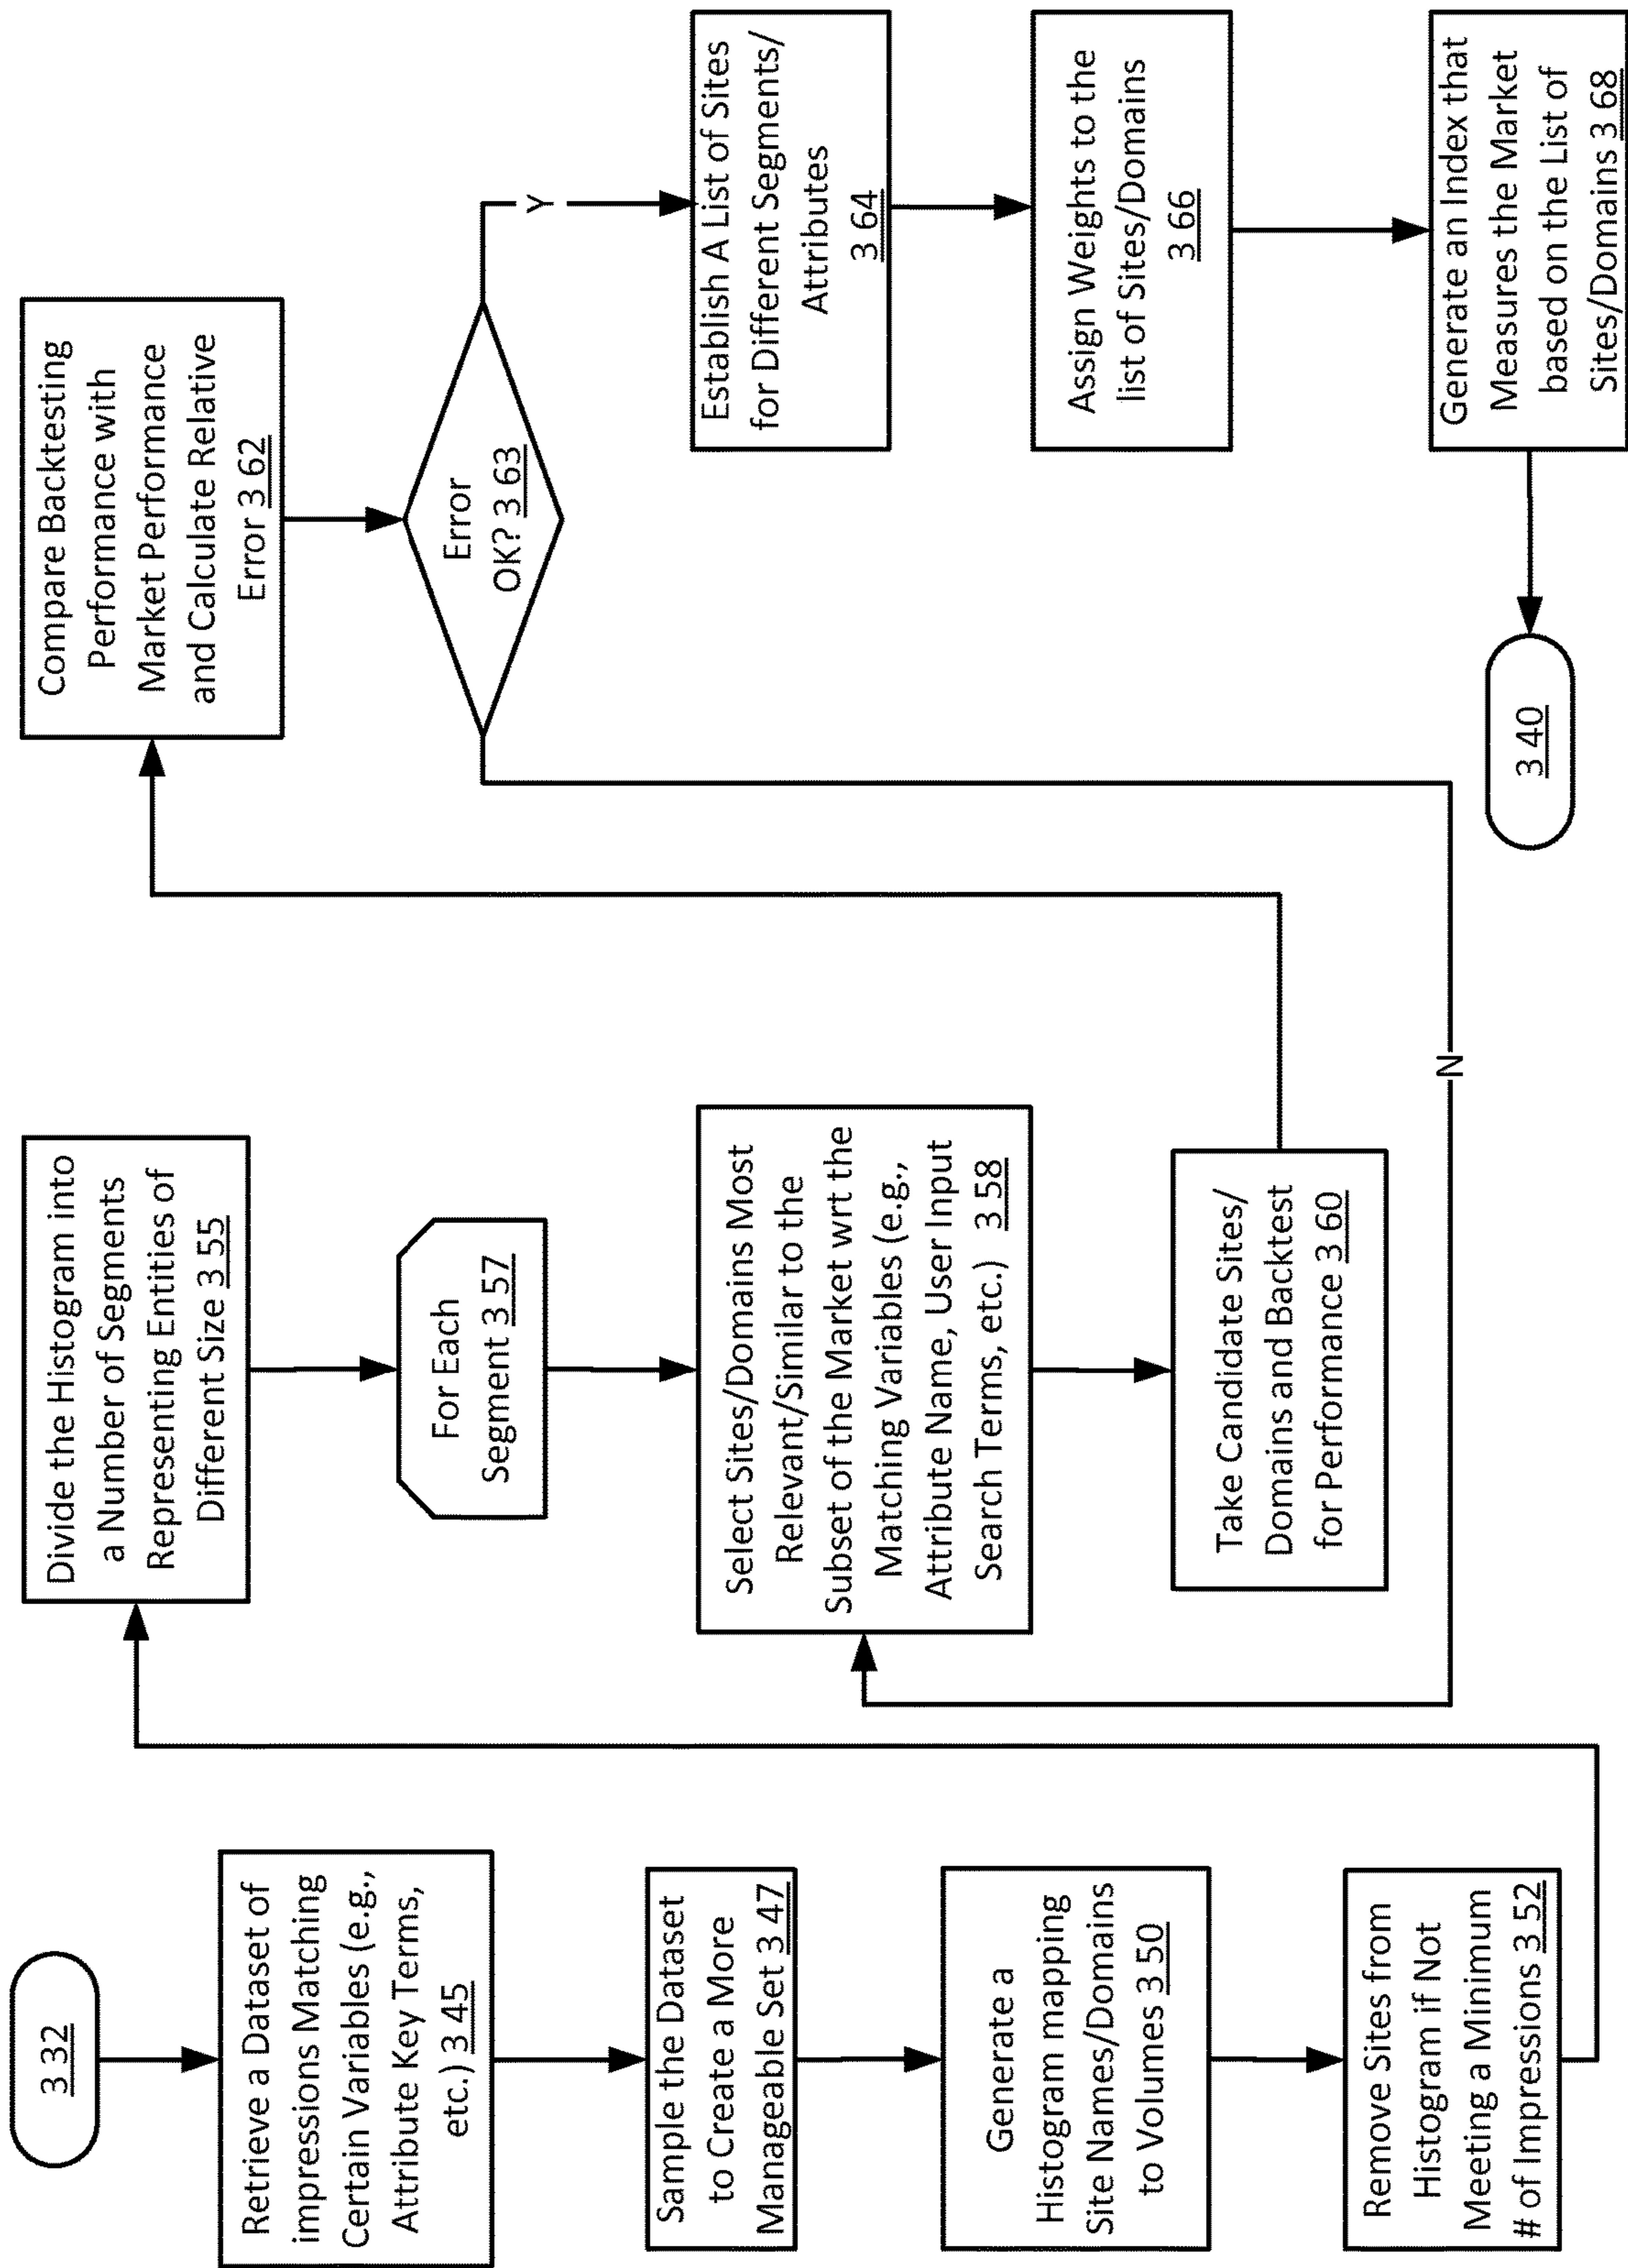 3 32
Retrieve a Dataset of
impressions Matching
Certain Variables (e.g.,
Attribute Key Terms,
etc.) 3 45
Sample the Dataset
to Create a More
Manageable Set 3 47
Generate a
Histogram mapping
Site Names/Domains
to Volumes 3 50
Remove Sites from
Histogram if Not
Meeting a Minimum
# of Impressions 3 52
Divide the Histogram into
a Number of Segments
Representing Entities of
Different Size 3 55
For Each
Segment 3 57
Select Sites/Domains Most
Relevant/Similar to the
Subset of the Market wrt the
Matching Variables (e.g.,
Attribute Name, User Input
Search Terms, etc.) 3 58
Take Candidate Sites/
Domains and Backtest
for Performance 3 60
Compare Backtesting
Performance with
Market Performance
and Calculate Relative
Error 3 62
Error
OK? 3 63
N
Y
Establish A List of Sites
for Different Segments/
Attributes
3 64
Assign Weights to the
list of Sites/Domains
3 66
Generate an Index that
Measures the Market
based on the List of
Sites/Domains 3 68
3 40